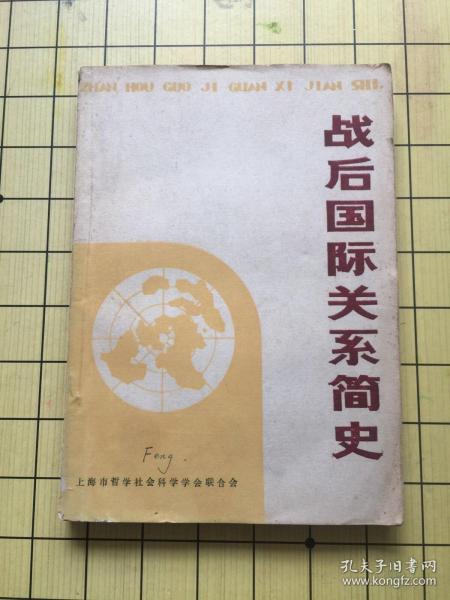 ZHAN HOU GUO JI GUAN XI JIAN SHI
战后国际关系简史
Feng.
上海市哲学社会科学学会联合会
孔夫子旧书网
www.kongfz.com